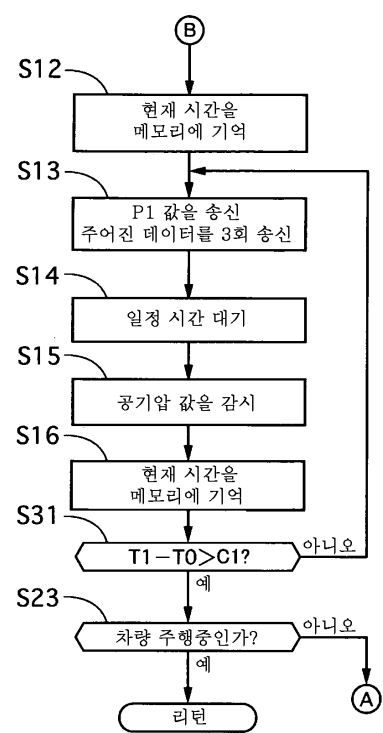 B
S12
현재 시간을
메모리에 기억
S13
P1 값을 송신
주어진 데이터를 3회 송신
S14
일정 시간 대기
S15
공기압 값을 감시
S16
현재 시간을
메모리에 기억
S31
T1-T0>C1?
아니오
예
S23
차량 주행중인가?
아니오
예
리턴
A